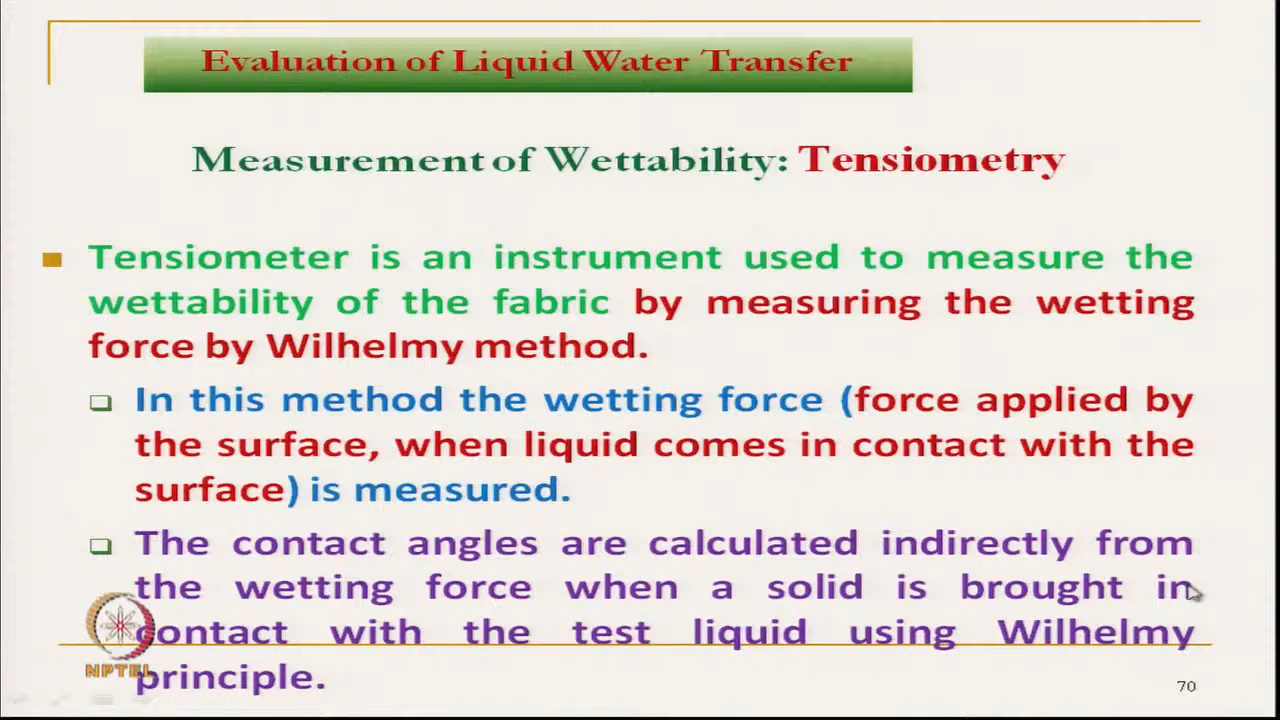 Evaluation of Liquid Water Transfer
Measurement of Wettability: Tensiometry
Tensiometer is an instrument used to measure the
wettability of the fabric by measuring the wetting
force by Wilhelmy method.
In this method the wetting force (force applied by
the surface, when liquid comes in contact with the
surface) is measured.
The contact angles are calculated indirectly from
the wetting force when a solid is brought in
contact with the test liquid using Wilhelmy
principle.
NPTEL
70